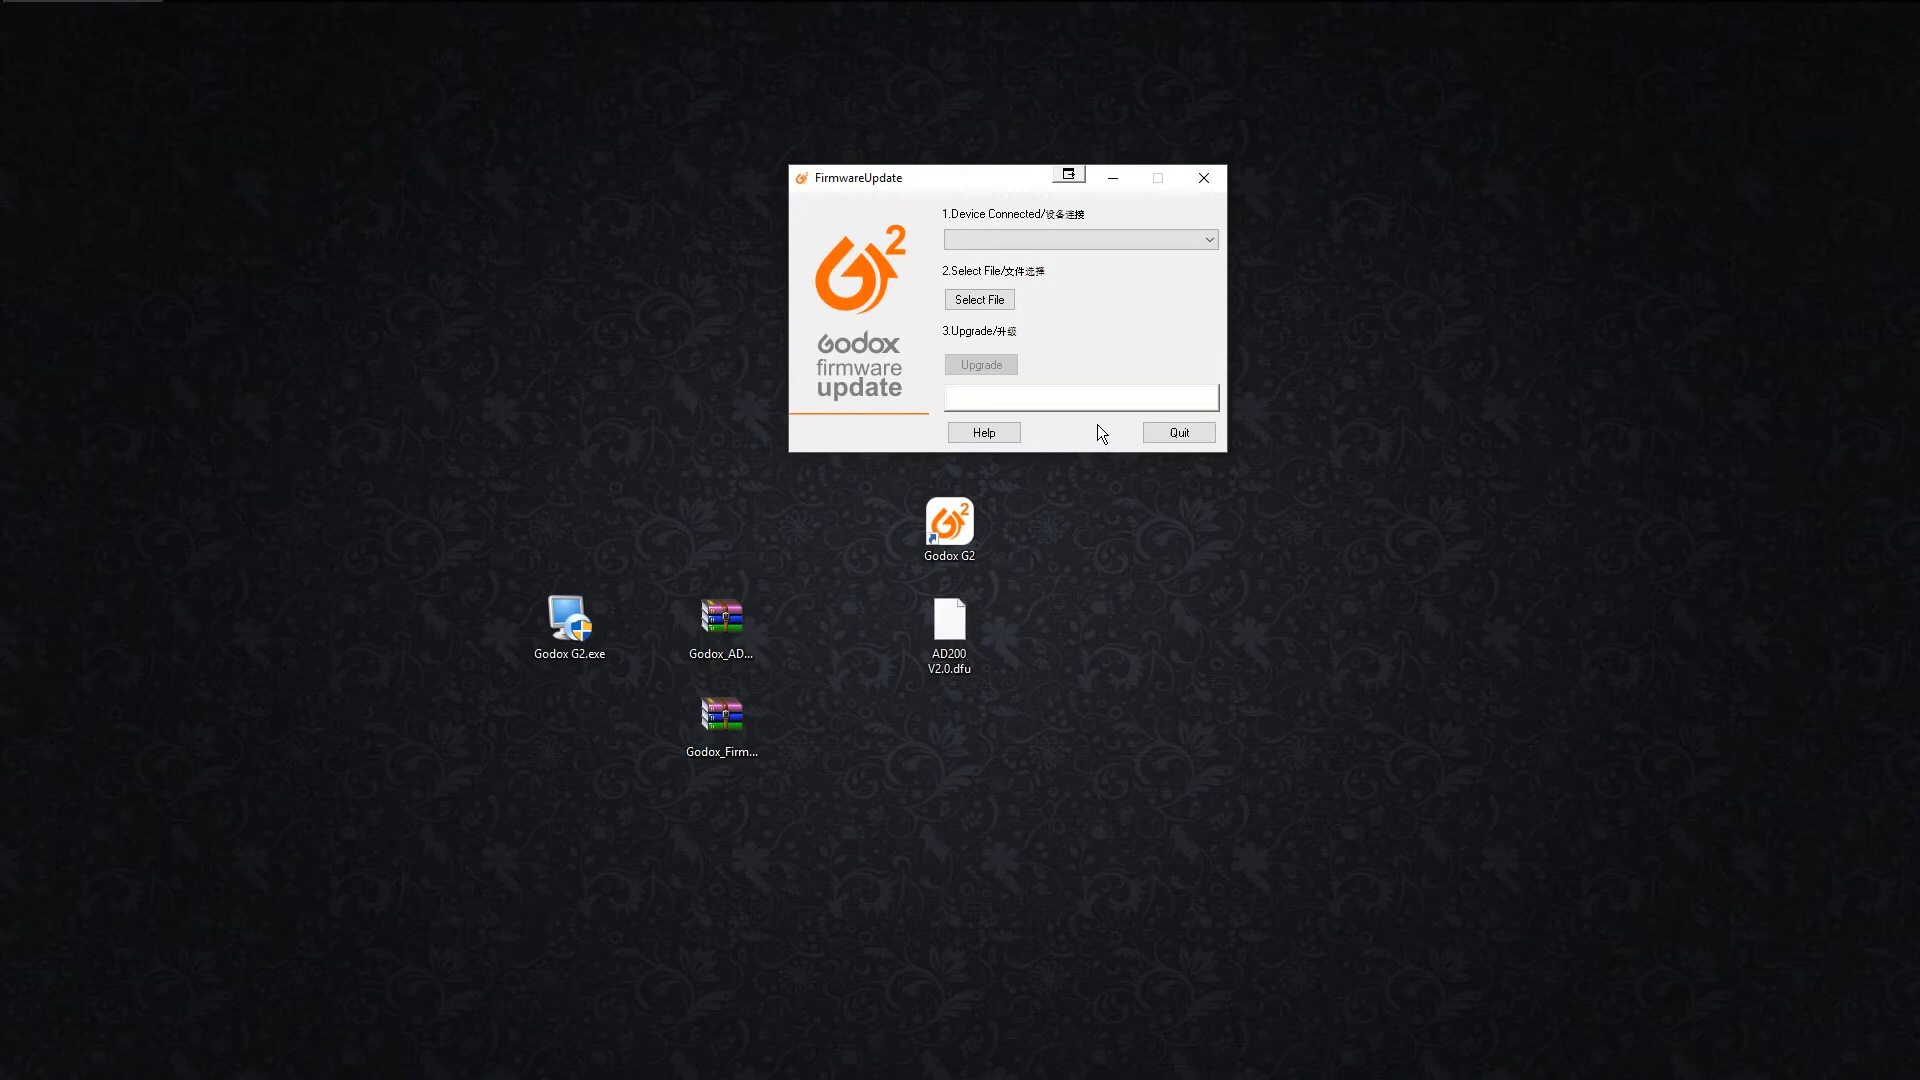 FirmwareUpdate
1.Device Connected/设备连接
2.Select File/文件选择
Select File
3.Upgrade/升级
Upgrade
Help
Quit
2
Godox
firmware
update
2
Godox G2
Godox G2.exe
Godox_AD...
AD200
V2.0.dfu
Godox_Firm...